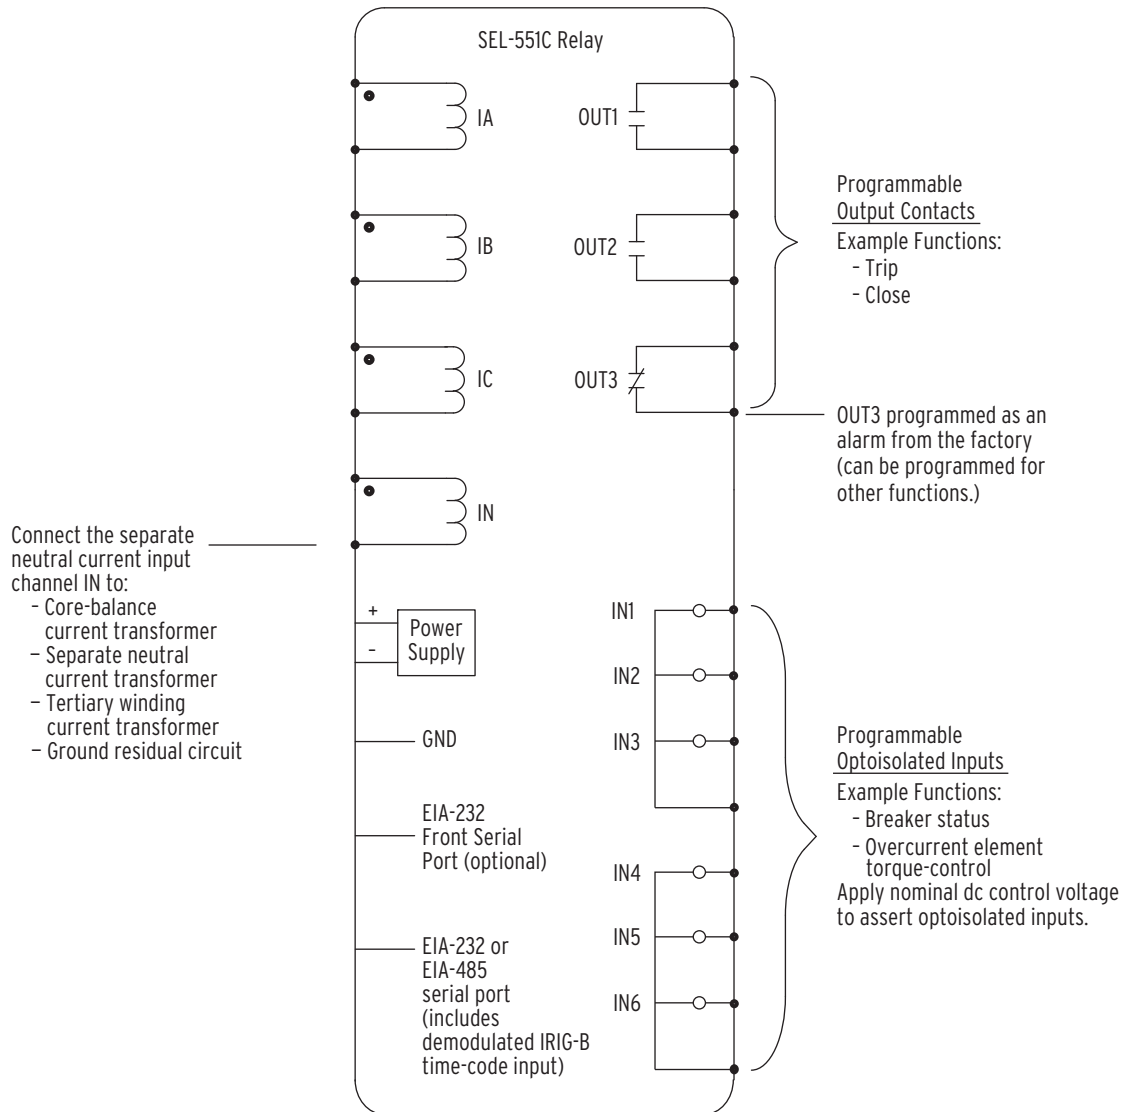 SEL-551C Relay
IA
IB
IC
IN
Connect the separate
neutral current input
channel IN to:
– Core-balance
current transformer
– Separate neutral
current transformer
– Tertiary winding
current transformer
– Ground residual circuit
+
–
Power
Supply
GND
EIA-232
Front Serial
Port (optional)
EIA-232 or
EIA-485
serial port
(includes
demodulated IRIG-B
time-code input)
OUT1
OUT2
OUT3
Programmable
Output Contacts
Example Functions:
– Trip
– Close
OUT3 programmed as an
alarm from the factory
(can be programmed for
other functions.)
IN1
IN2
IN3
IN4
IN5
IN6
Programmable
Optoisolated Inputs
Example Functions:
– Breaker status
– Overcurrent element
torque-control
Apply nominal dc control voltage
to assert optoisolated inputs.